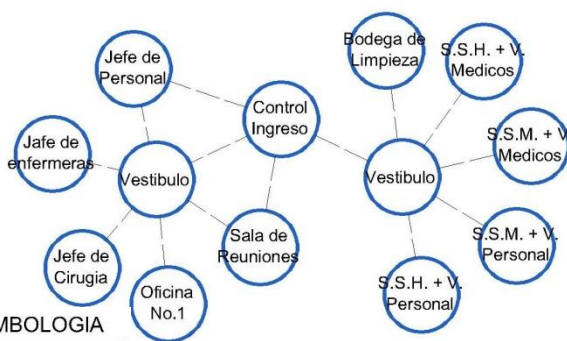 Jefe de
Personal
Bodega de
Limpieza
S.S.H. + V.
Medicos
Control
Ingreso
Jafe de
enfermeras
S.S.M. + V.
Medicos
Vestibulo
Vestibulo
Sala de
Reuniones
S.S.M. + V.
Personal
Jefe de
Cirugia
Oficina
No.1
S.S.H. + V.
Personal
MBOLOGIA